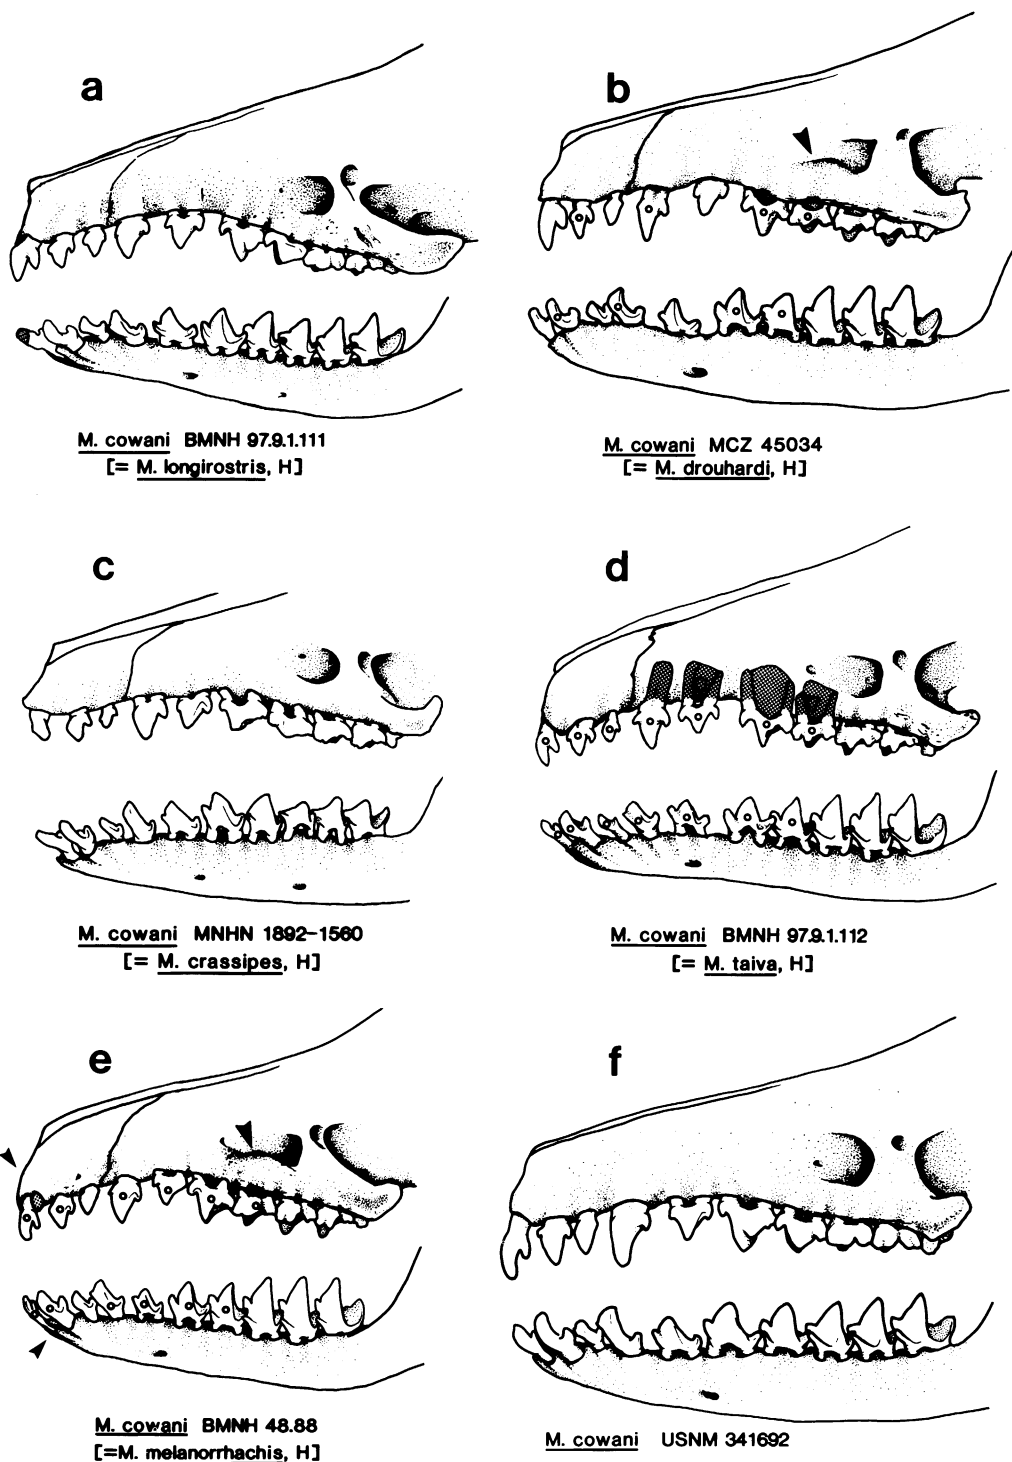 a
b
M. cowani BMNH 97.9.1.111
[= M. longirostris, H]
M. cowani MCZ 45034
[= M. drouhardi, H]
c
d
M. cowani MNHN 1892-1560
[= M. crassipes, H]
M. cowani BMNH 97.9.1.112
[= M. taiva, H]
e
f
M. cowani BMNH 48.88
[=M. melanorrhachis, H]
M. cowani USNM 341692